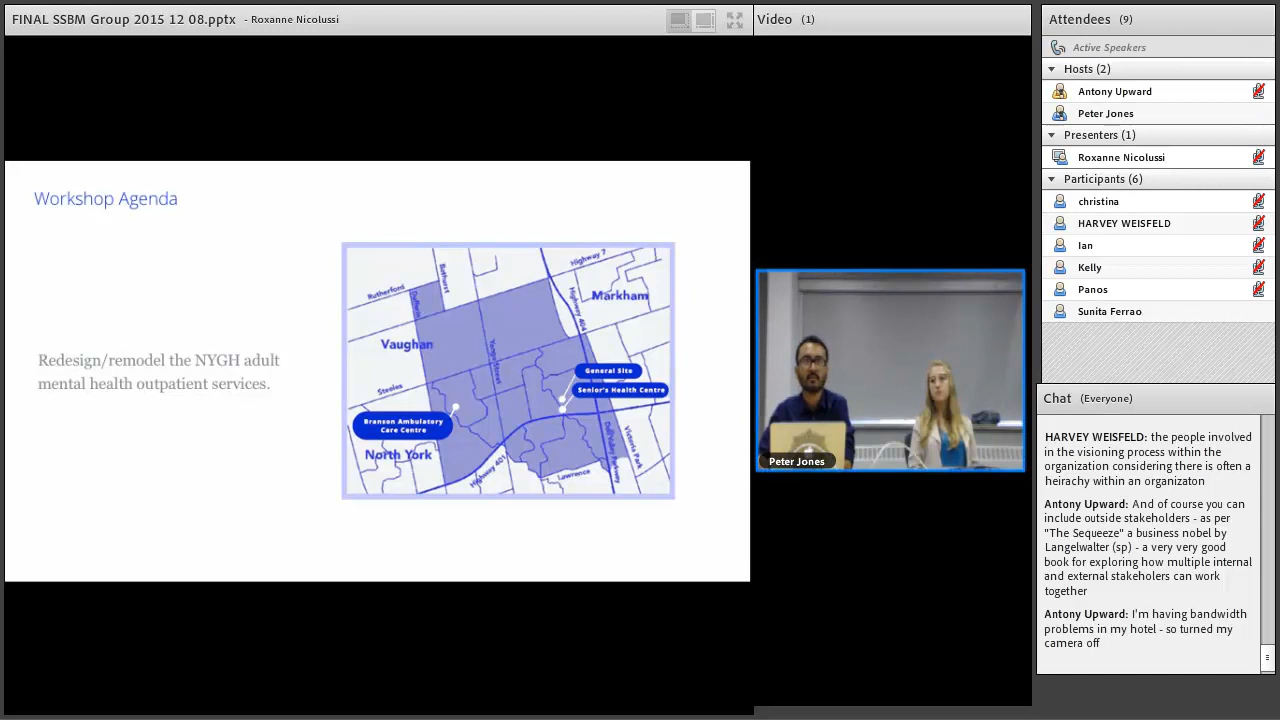 FINAL SSBM Group 2015 12 08.pptx - Roxanne Nicolussi
Workshop Agenda
Redesign/remodel the NYGH adult
mental health outpatient services.
Rutherford
Bathurst
Dufferin
Highway 7
Markham
Highway 404
Vaughan
Yonge Street
Steeles
General Site
Senior's Health Centre
Branson Ambulatory
Care Centre
North York
Highway 401
Don Valley Parkway
Victoria Park
Lawrence
Video (1)
Peter Jones
Attendees (9)
Active Speakers
Hosts (2)
Antony Upward
Peter Jones
Presenters (1)
Roxanne Nicolussi
Participants (6)
christina
HARVEY WEISFELD
Ian
Kelly
Panos
Sunita Ferrao
Chat (Everyone)
HARVEY WEISFELD: the people involved
in the visioning process within the
organization considering there is often a
heirachy within an organizaton
Antony Upward: And of course you can
include outside stakeholders - as per
"The Sequeeze" a business nobel by
Langelwalter (sp) - a very very good
book for exploring how multiple internal
and external stakeholers can work
together
Antony Upward: I'm having bandwidth
problems in my hotel - so turned my
camera off